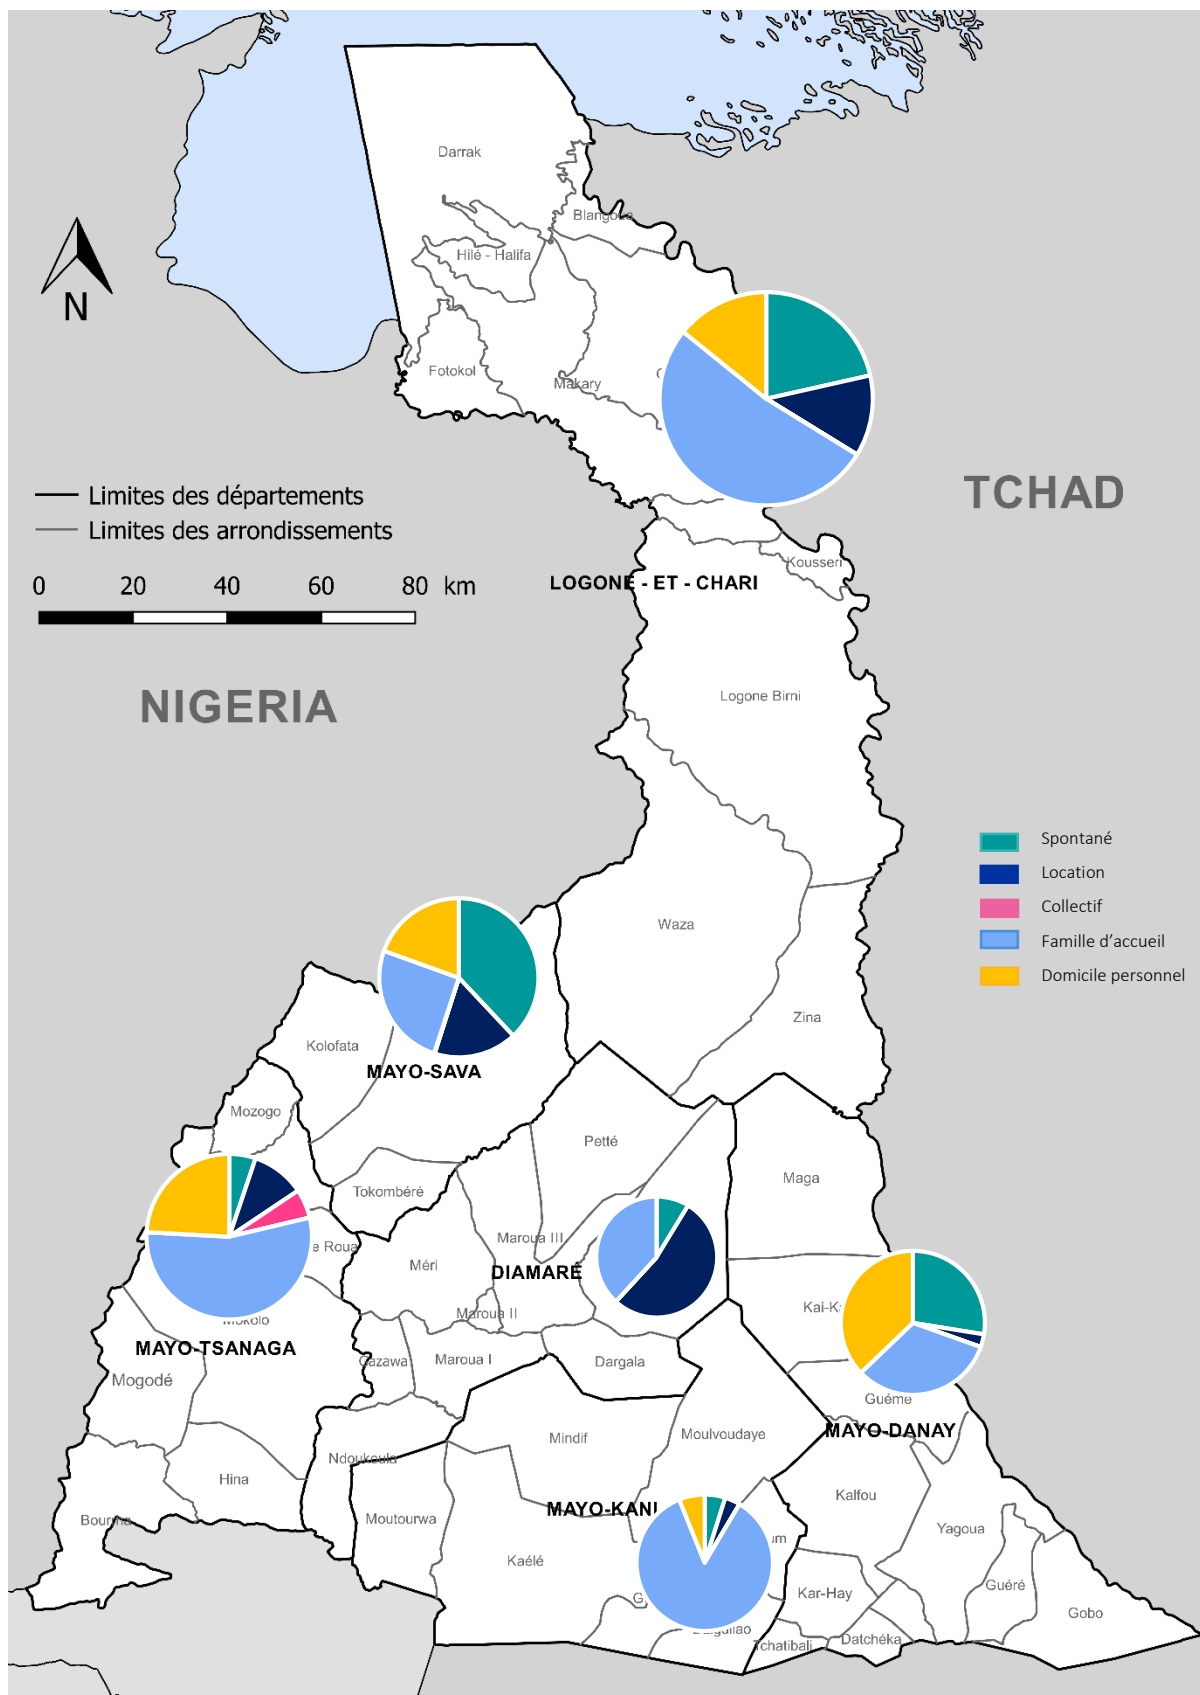 Darrak
Blangoua
Hilé - Halifa
N
Fotokol
Makary
TCHAD
Limites des départements
Limites des arrondissements
0 20 40 60 80 km
Kousseri
LOGONE - ET - CHARI
NIGERIA
Logone Birni
Spontané
Location
Collectif
Famille d'accueil
Domicile personnel
Waza
Zina
Kolofata
MAYO-SAVA
Mozogo
Petté
Maga
Tokombéré
Maroua III
Méri
DIAMARÉ
Maroua II
Mokolo
MAYO-TSANAGA
Maroua I
Gazawa
Dargala
Mogodé
Guéme
MAYO-DANAY
Mindif
Moulvoudaye
Ndoukoula
Hina
Kalfou
MAYO-KANI
Bourrha
Moutourwa
Yagoua
Kaélé
Kar-Hay
Guéré
Gobo
Datchéka
Tchatibali